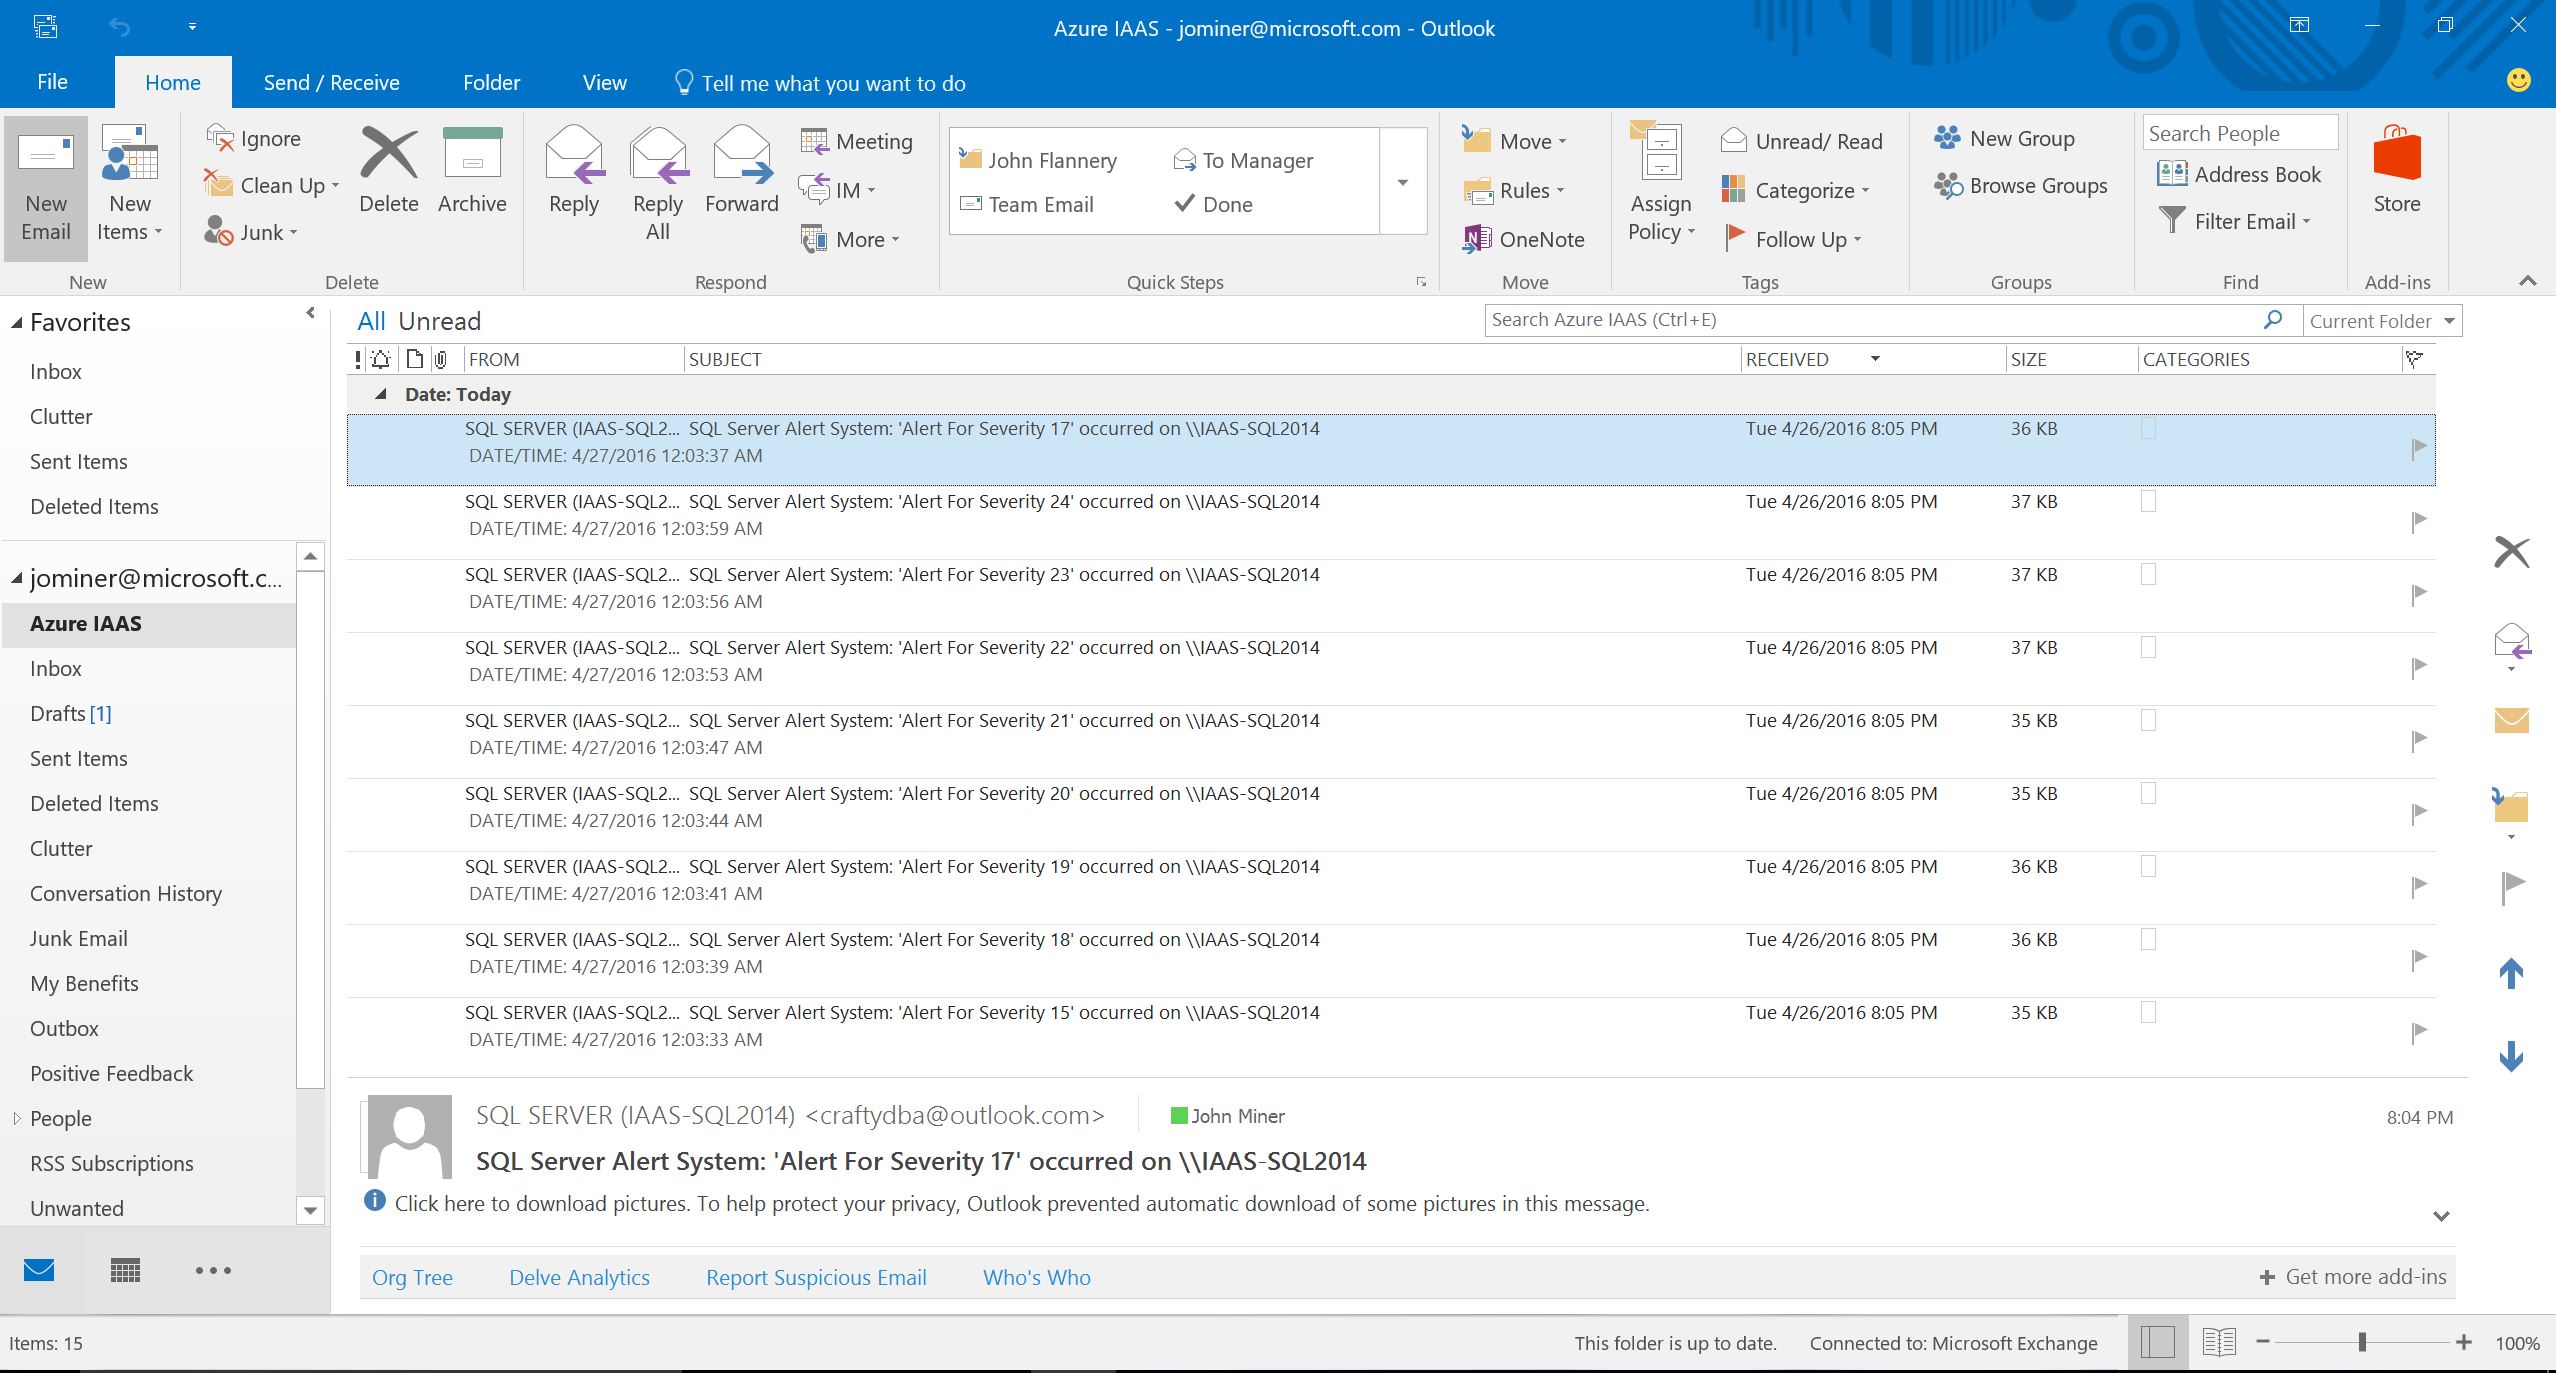 Azure IAAS - jominer@microsoft.com - Outlook
File Home Send / Receive Folder View Tell me what you want to do
New Email
New Items
New
Ignore
Clean Up
Junk
Delete
Archive
Delete
Reply
Reply All
Forward
Meeting
IM
More
Respond
John Flannery
To Manager
Team Email
Done
Quick Steps
Move
Rules
OneNote
Move
Assign Policy
Unread/ Read
Categorize
Follow Up
Tags
New Group
Browse Groups
Groups
Search People
Address Book
Filter Email
Find
Store
Add-ins
Favorites
Inbox
Clutter
Sent Items
Deleted Items
jominer@microsoft.c...
Azure IAAS
Inbox
Drafts [1]
Sent Items
Deleted Items
Clutter
Conversation History
Junk Email
My Benefits
Outbox
Positive Feedback
People
RSS Subscriptions
Unwanted
All Unread
Search Azure IAAS (Ctrl+E)
Current Folder
! FROM SUBJECT RECEIVED SIZE CATEGORIES
Date: Today
SQL SERVER (IAAS-SQL2... SQL Server Alert System: 'Alert For Severity 17' occurred on \\IAAS-SQL2014 Tue 4/26/2016 8:05 PM 36 KB
DATE/TIME: 4/27/2016 12:03:37 AM
SQL SERVER (IAAS-SQL2... SQL Server Alert System: 'Alert For Severity 24' occurred on \\IAAS-SQL2014 Tue 4/26/2016 8:05 PM 37 KB
DATE/TIME: 4/27/2016 12:03:59 AM
SQL SERVER (IAAS-SQL2... SQL Server Alert System: 'Alert For Severity 23' occurred on \\IAAS-SQL2014 Tue 4/26/2016 8:05 PM 37 KB
DATE/TIME: 4/27/2016 12:03:56 AM
SQL SERVER (IAAS-SQL2... SQL Server Alert System: 'Alert For Severity 22' occurred on \\IAAS-SQL2014 Tue 4/26/2016 8:05 PM 37 KB
DATE/TIME: 4/27/2016 12:03:53 AM
SQL SERVER (IAAS-SQL2... SQL Server Alert System: 'Alert For Severity 21' occurred on \\IAAS-SQL2014 Tue 4/26/2016 8:05 PM 35 KB
DATE/TIME: 4/27/2016 12:03:47 AM
SQL SERVER (IAAS-SQL2... SQL Server Alert System: 'Alert For Severity 20' occurred on \\IAAS-SQL2014 Tue 4/26/2016 8:05 PM 35 KB
DATE/TIME: 4/27/2016 12:03:44 AM
SQL SERVER (IAAS-SQL2... SQL Server Alert System: 'Alert For Severity 19' occurred on \\IAAS-SQL2014 Tue 4/26/2016 8:05 PM 36 KB
DATE/TIME: 4/27/2016 12:03:41 AM
SQL SERVER (IAAS-SQL2... SQL Server Alert System: 'Alert For Severity 18' occurred on \\IAAS-SQL2014 Tue 4/26/2016 8:05 PM 36 KB
DATE/TIME: 4/27/2016 12:03:39 AM
SQL SERVER (IAAS-SQL2... SQL Server Alert System: 'Alert For Severity 15' occurred on \\IAAS-SQL2014 Tue 4/26/2016 8:05 PM 35 KB
DATE/TIME: 4/27/2016 12:03:33 AM
SQL SERVER (IAAS-SQL2014) <craftydba@outlook.com> John Miner 8:04 PM
SQL Server Alert System: 'Alert For Severity 17' occurred on \\IAAS-SQL2014
Click here to download pictures. To help protect your privacy, Outlook prevented automatic download of some pictures in this message.
Org Tree Delve Analytics Report Suspicious Email Who's Who + Get more add-ins
Items: 15 This folder is up to date. Connected to: Microsoft Exchange 100%